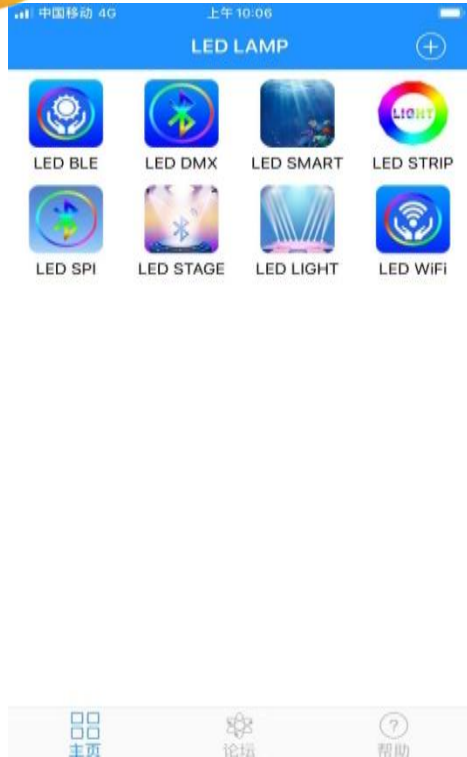 中国移动 4G 上午10:06
LED LAMP
LIGHT
LED BLE LED DMX LED SMART LED STRIP
LED SPI LED STAGE LED LIGHT LED WiFi
主页 论坛 帮助